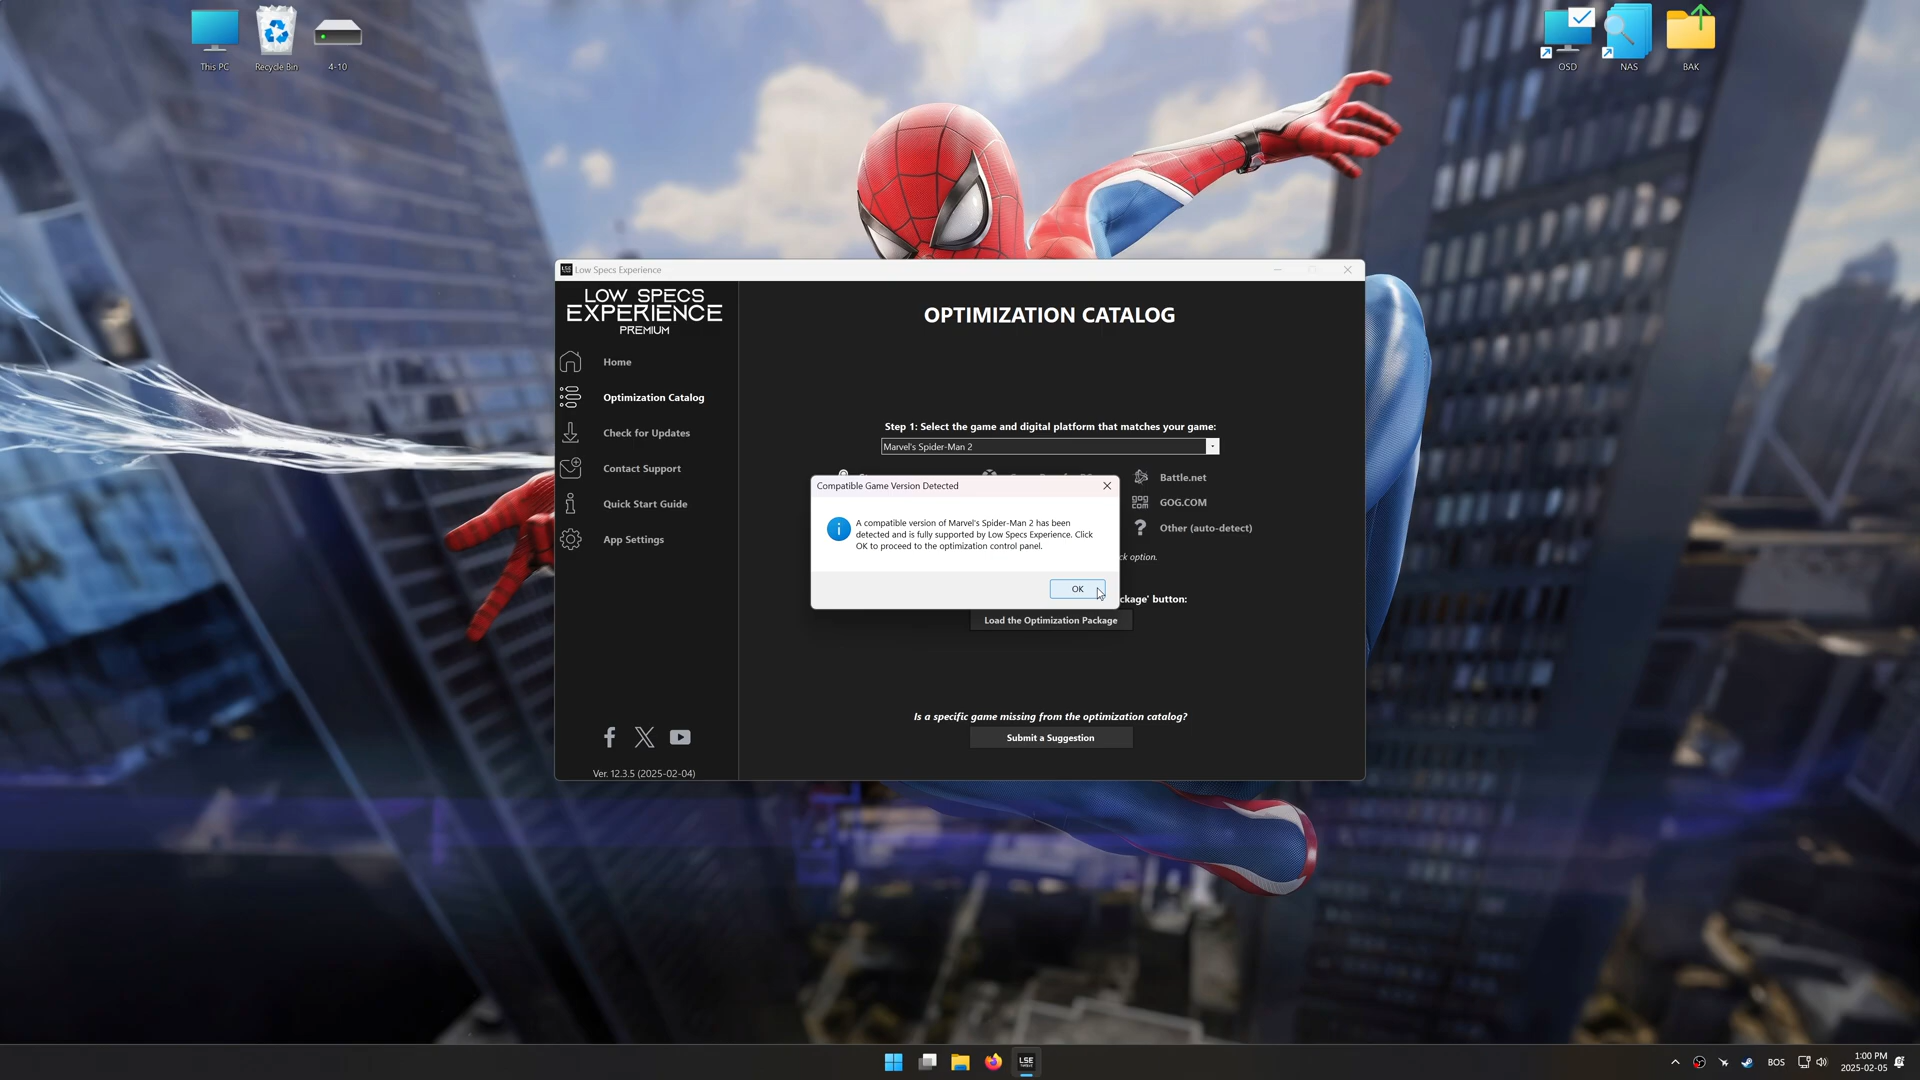 This PC
Recycle Bin
4-10
OSD
NAS
BAK
LSE
Low Specs Experience
LOW SPECS
EXPERIENCE
PREMIUM
Home
Optimization Catalog
Check for Updates
Contact Support
Quick Start Guide
App Settings
Ver. 12.3.5 (2025-02-04)
OPTIMIZATION CATALOG
Step 1: Select the game and digital platform that matches your game:
Marvel's Spider-Man 2
Battle.net
GOG.COM
Other (auto-detect)
ck option.
Compatible Game Version Detected
A compatible version of Marvel's Spider-Man 2 has been
detected and is fully supported by Low Specs Experience. Click
OK to proceed to the optimization control panel.
OK
ckage' button:
Load the Optimization Package
Is a specific game missing from the optimization catalog?
Submit a Suggestion
LSE
BOS
1:00 PM
2025-02-05